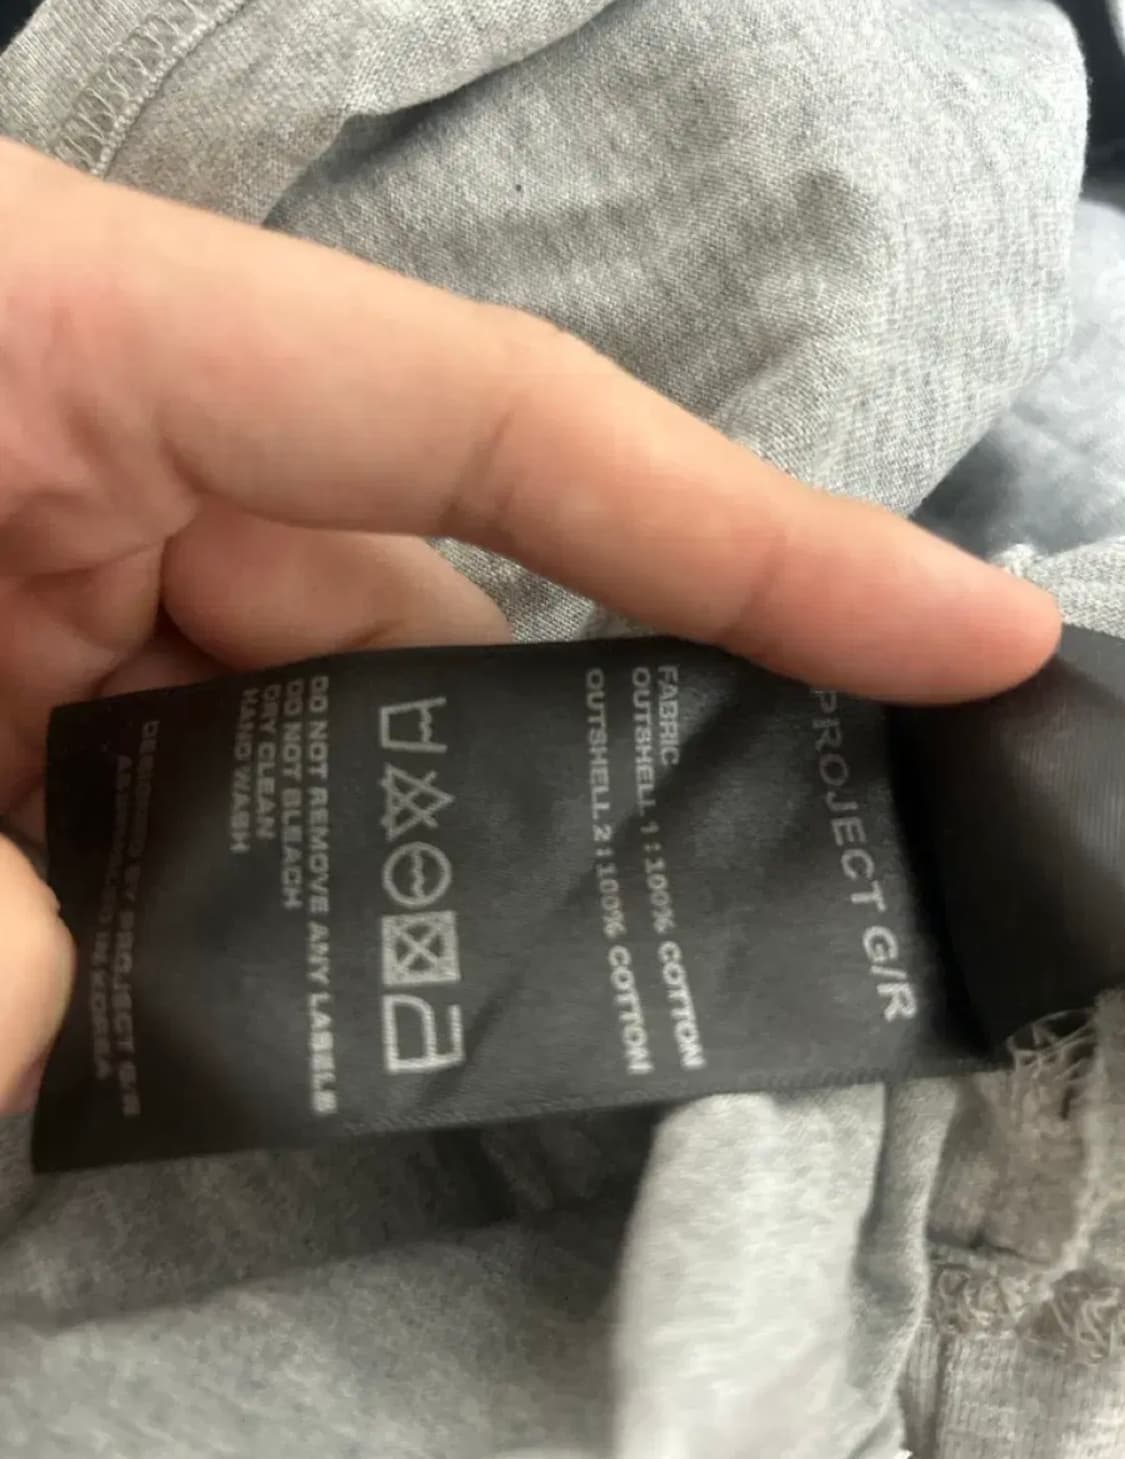 PROJECT G/R
FABRIC
OUTSHELL 1 : 100% COTTON
OUTSHELL 2 : 100% COTTON
DO NOT REMOVE ANY LABELS
DO NOT BLEACH
DRY CLEAN
HAND WASH
DESIGNED BY PROJECT G/R
IN KOREA